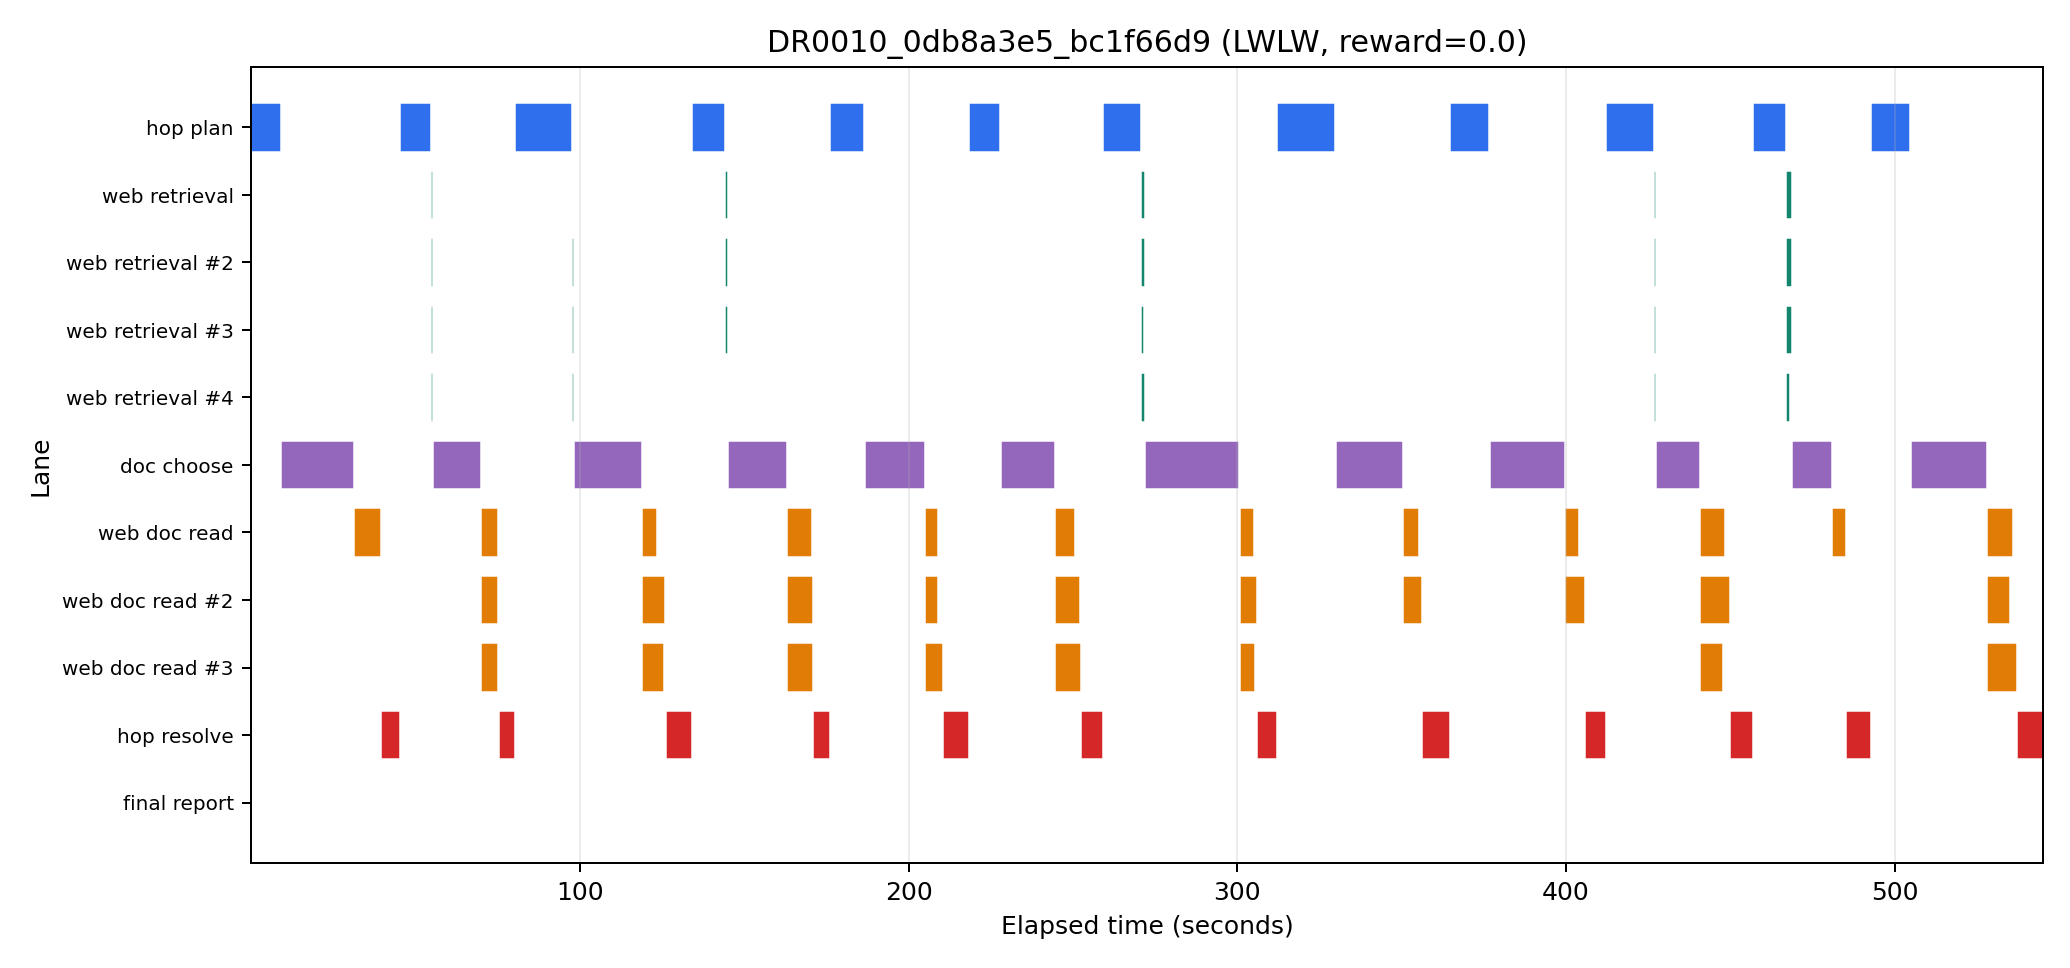 DR0010_0db8a3e5_bc1f66d9 (LWLW, reward=0.0)
hop plan
web retrieval
web retrieval #2
web retrieval #3
web retrieval #4
doc choose
web doc read
web doc read #2
web doc read #3
hop resolve
final report
Lane
100 200 300 400 500
Elapsed time (seconds)